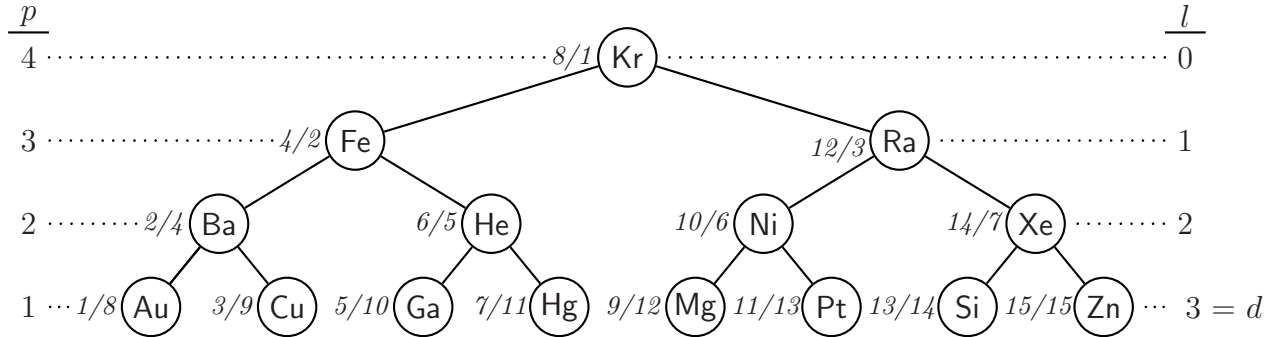 p l
4 8/1 Kr 0
3 4/2 Fe 12/3 Ra 1
2 2/4 Ba 6/5 He 10/6 Ni 14/7 Xe 2
1 1/8 Au 3/9 Cu 5/10 Ga 7/11 Hg 9/12 Mg 11/13 Pt 13/14 Si 15/15 Zn 3 = d